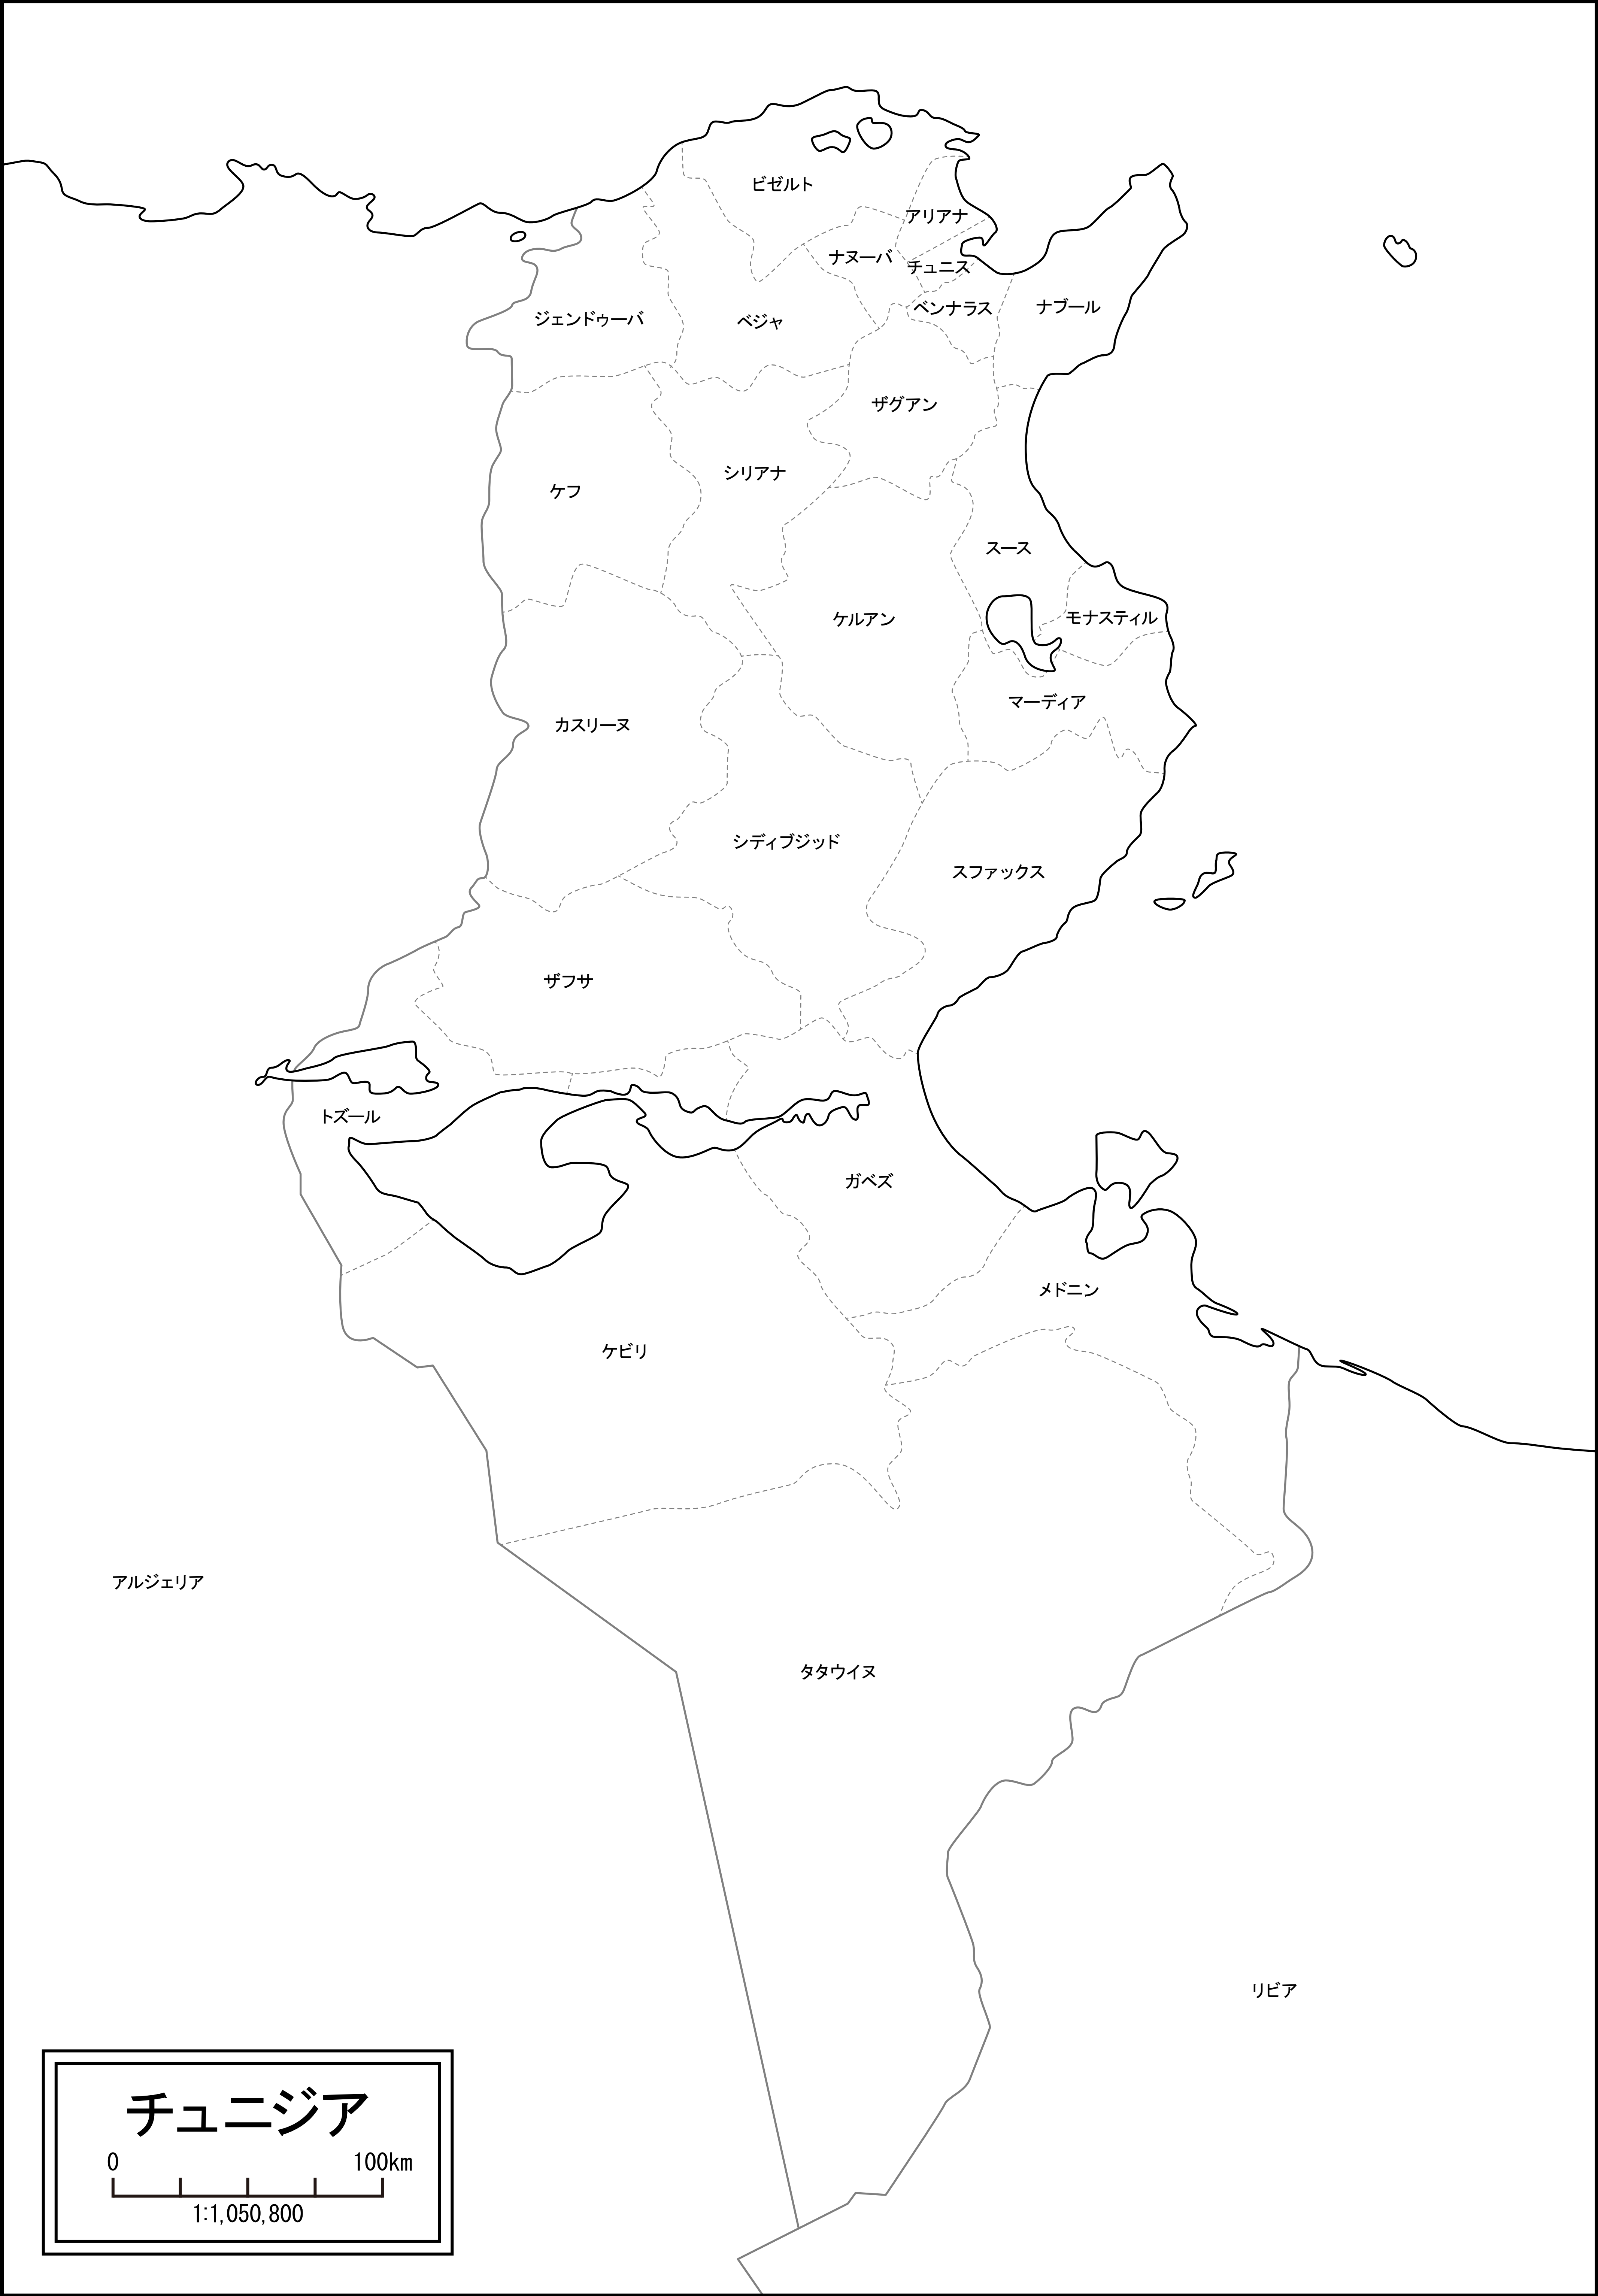 ビゼルト
アリアナ
ナヌーバ
チュニス
ベンナラス
ナブール
ジェンドゥーバ
ベジャ
ザグアン
シリアナ
ケフ
スース
モナスティル
ケルアン
マーディア
カスリーヌ
シディブジッド
スファックス
ザフサ
トズール
ガベズ
メドニン
ケビリ
アルジェリア
タタウイヌ
リビア
チュニジア
0 100km
1:1,050,800